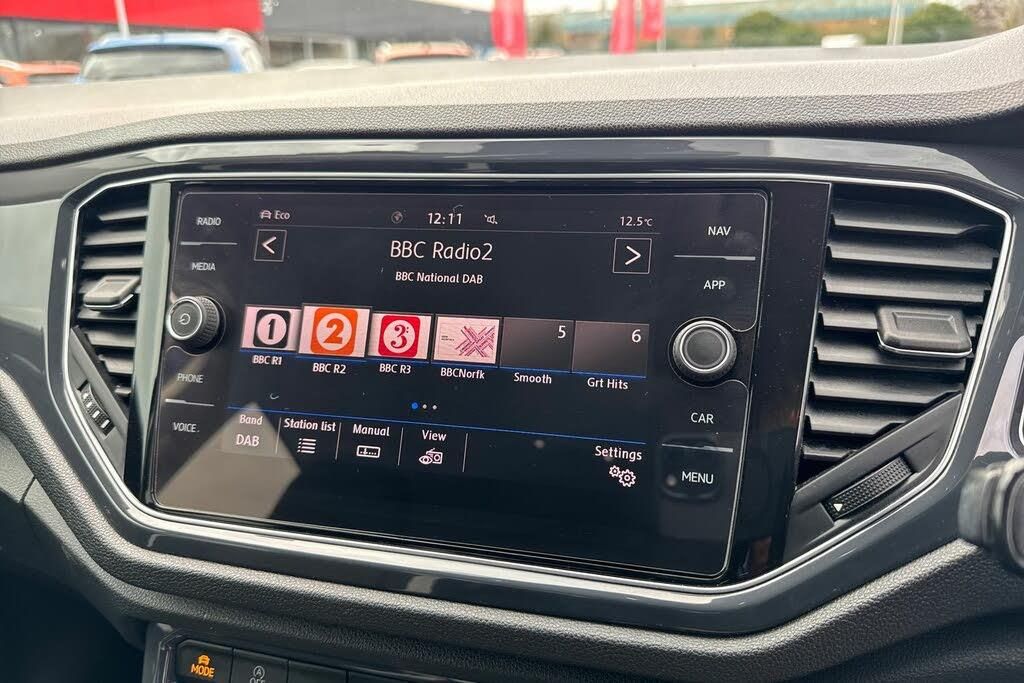 RADIO
MEDIA
PHONE
VOICE
Eco
12:11
12.5°C
<
BBC Radio2
>
BBC National DAB
1
2
3
5
6
BBC R1
BBC R2
BBC R3
BBCNorfk
Smooth
Grt Hits
Band
DAB
Station list
Manual
View
Settings
NAV
APP
CAR
MENU
MODE
A
OFF